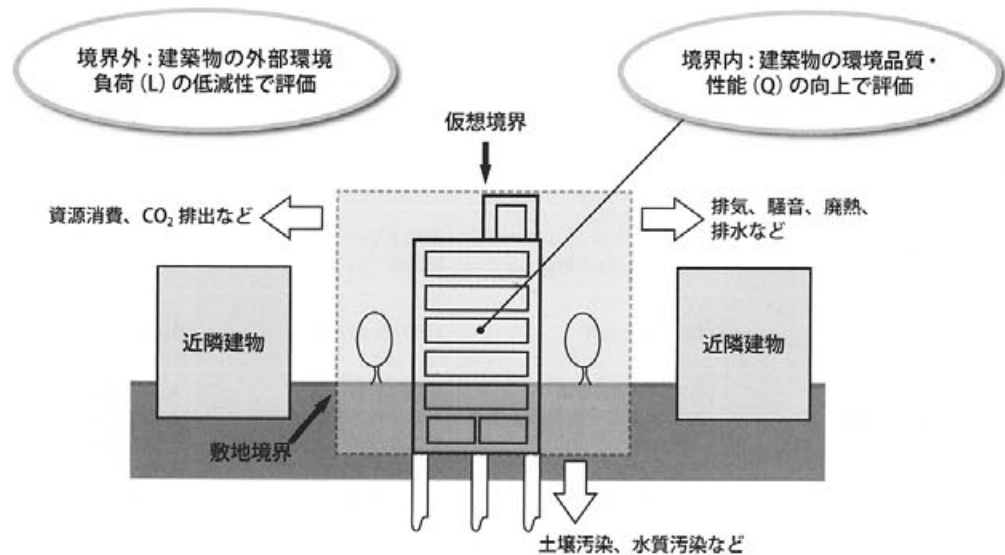 境界外：建築物の外部環境
負荷（L）の低減性で評価
境界内：建築物の環境品質・
性能（Q）の向上で評価
仮想境界
資源消費、CO₂ 排出など
排気、騒音、廃熱、
排水など
近隣建物
近隣建物
敷地境界
土壌汚染、水質汚染など